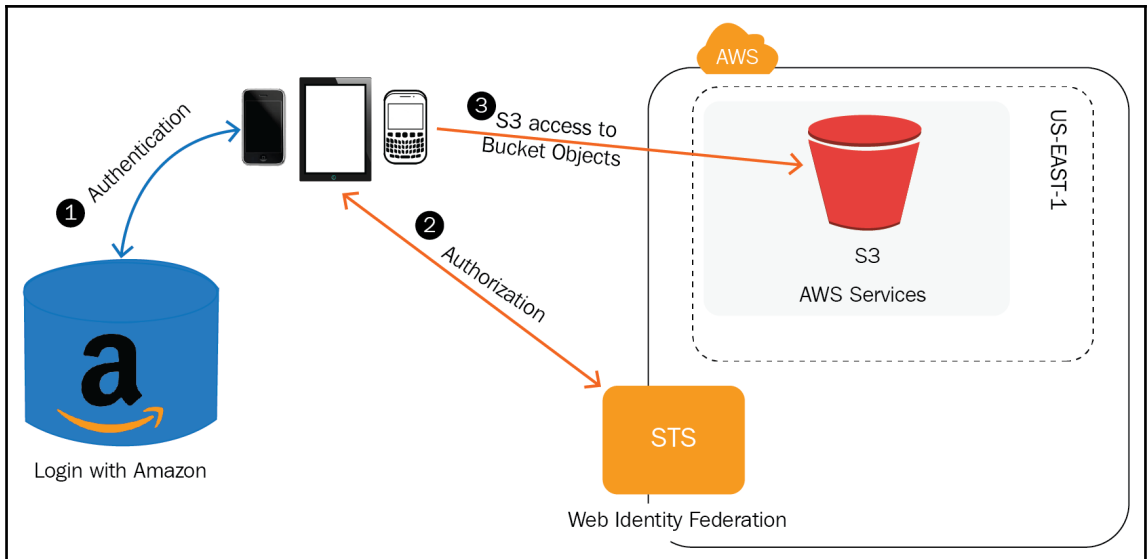 AWS
1
Authentication
2
Authorization
3
S3 access to
Bucket Objects
US-EAST-1
S3
AWS Services
a
Login with Amazon
STS
Web Identity Federation